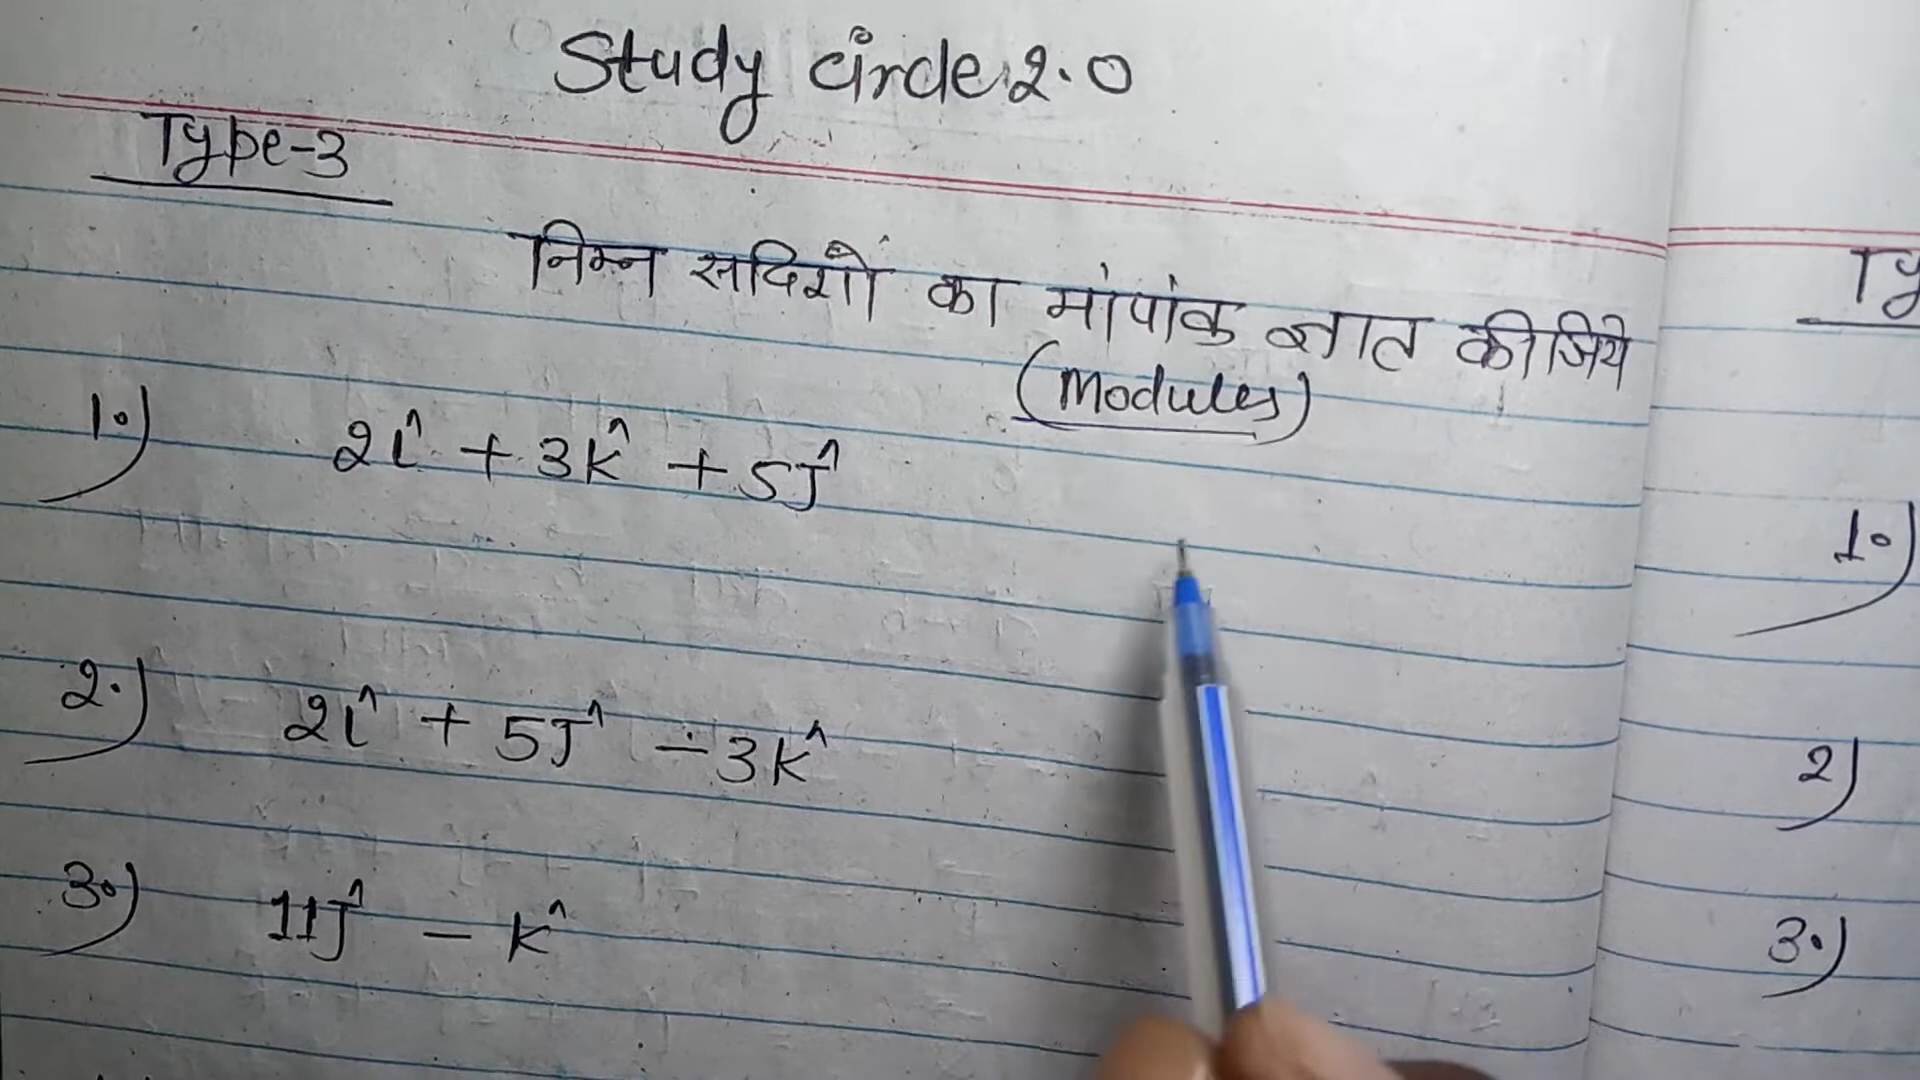 Study circle 2.0
Type-3
निम्न सदिशों का मांपांक ज्ञात कीजिये
(Modules)
1.) 2î + 3k̂ + 5ĵ
2.) 2î + 5ĵ - 3k̂
3.) 11ĵ - k̂
Ty
1.)
2)
3.)